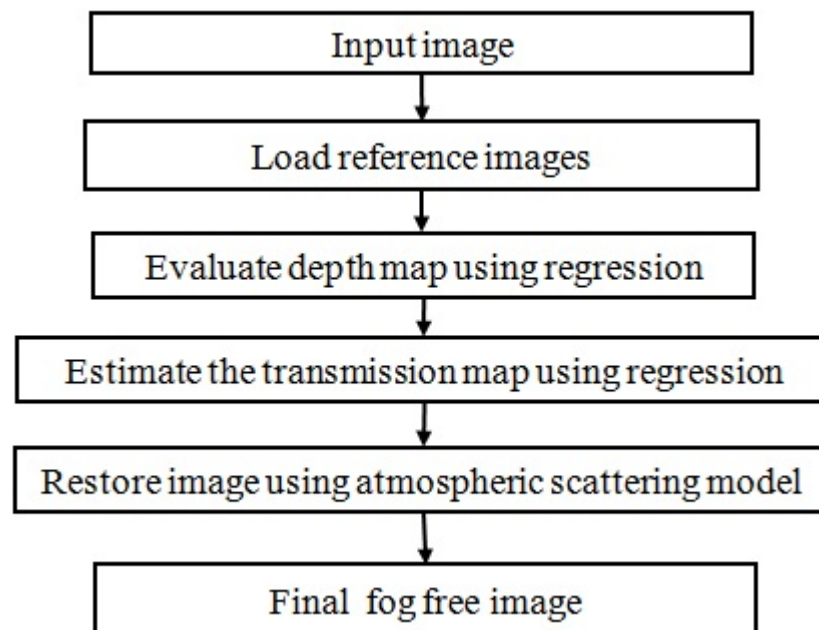 Input image
Load reference images
Evaluate depth map using regression
Estimate the transmission map using regression
Restore image using atmospheric scattering model
Final fog free image